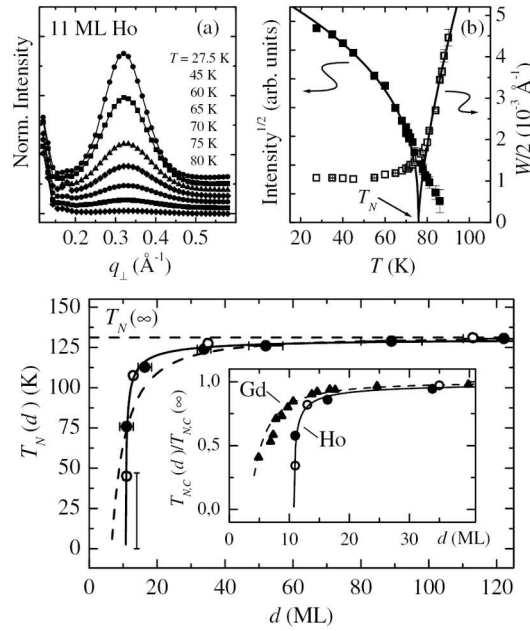 11 ML Ho (a)
T = 27.5 K
45 K
60 K
65 K
70 K
75 K
80 K
Norm. Intensity
0.2 0.3 0.4 0.5
q⊥ (Å⁻¹)
(b)
Intensity^1/2 (arb. units)
T_N
20 40 60 80 100
T (K)
0 1 2 3 4 5
W/2 (10⁻³ Å⁻¹)
T_N(∞)
150
125
100
75
50
25
0
T_N(d) (K)
0 20 40 60 80 100 120
d (ML)
Gd
Ho
1,0
0,5
0,0
T_N,C(d)/T_N,C(∞)
0 10 20 30 d (ML)